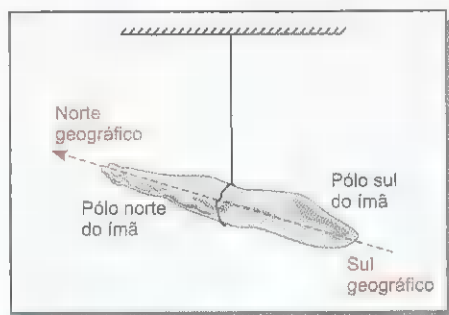 Norte
geográfico
Pólo norte
do ímã
Pólo sul
do ímã
Sul
geográfico